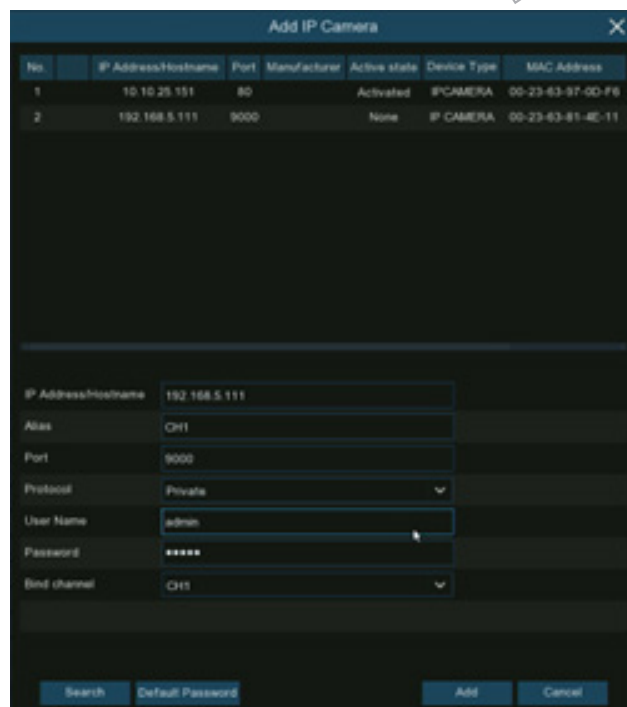 Add IP Camera
No. IP Address/Hostname Port Manufacturer Active state Device Type MAC Address
1 10.10.25.151 80 Activated IPCAMERA 00-23-63-97-0D-F6
2 192.168.5.111 9000 None IP CAMERA 00-23-63-81-4E-11
IP Address/Hostname 192.168.5.111
Alias CH1
Port 9000
Protocol Private
User Name admin
Password •••••
Bind channel CH1
Search Default Password Add Cancel